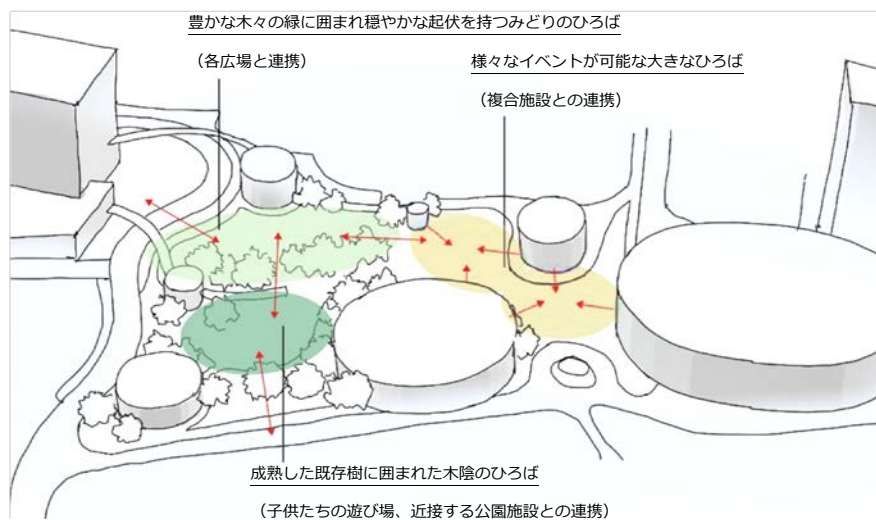 豊かな木々の緑に囲まれ穏やかな起伏を持つみどりのひろば
（各広場と連携）
様々なイベントが可能な大きなひろば
（複合施設との連携）
成熟した既存樹に囲まれた木陰のひろば
（子供たちの遊び場、近接する公園施設との連携）